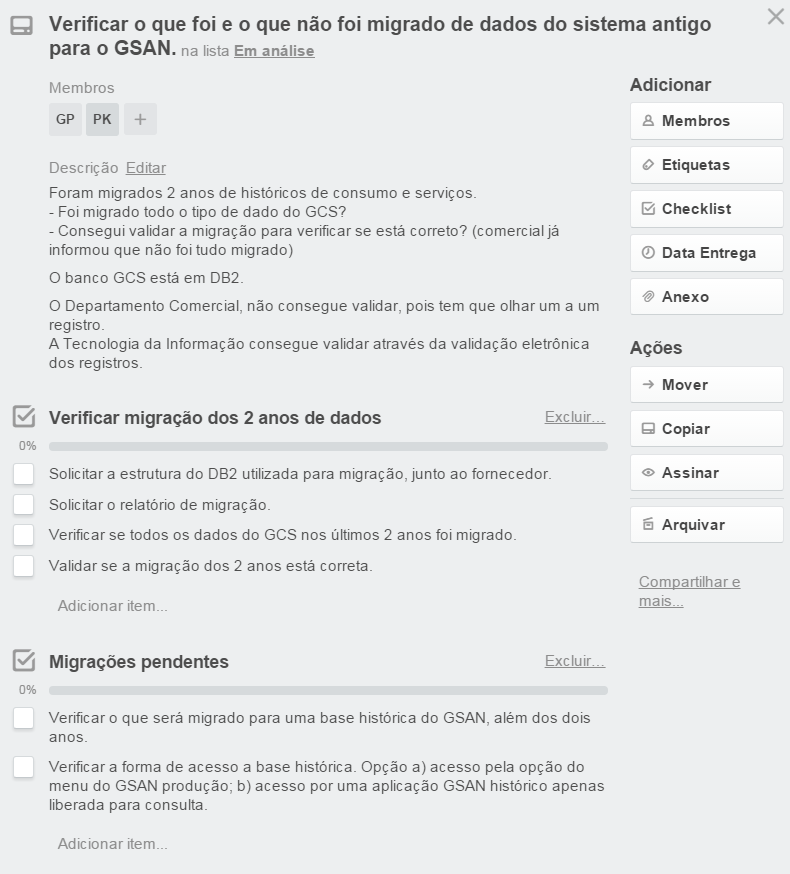 Verificar o que foi e o que não foi migrado de dados do sistema antigo
para o GSAN. na lista Em análise
Membros
GP PK +
Descrição Editar
Foram migrados 2 anos de históricos de consumo e serviços.
- Foi migrado todo o tipo de dado do GCS?
- Consegui validar a migração para verificar se está correto? (comercial já
informou que não foi tudo migrado)
O banco GCS está em DB2.
O Departamento Comercial, não consegue validar, pois tem que olhar um a um
registro.
A Tecnologia da Informação consegue validar através da validação eletrônica
dos registros.
Verificar migração dos 2 anos de dados Excluir...
0%
Solicitar a estrutura do DB2 utilizada para migração, junto ao fornecedor.
Solicitar o relatório de migração.
Verificar se todos os dados do GCS nos últimos 2 anos foi migrado.
Validar se a migração dos 2 anos está correta.
Adicionar item...
Migrações pendentes Excluir...
0%
Verificar o que será migrado para uma base histórica do GSAN, além dos dois
anos.
Verificar a forma de acesso a base histórica. Opção a) acesso pela opção do
menu do GSAN produção; b) acesso por uma aplicação GSAN histórico apenas
liberada para consulta.
Adicionar item...
Adicionar
Membros
Etiquetas
Checklist
Data Entrega
Anexo
Ações
Mover
Copiar
Assinar
Arquivar
Compartilhar e
mais...